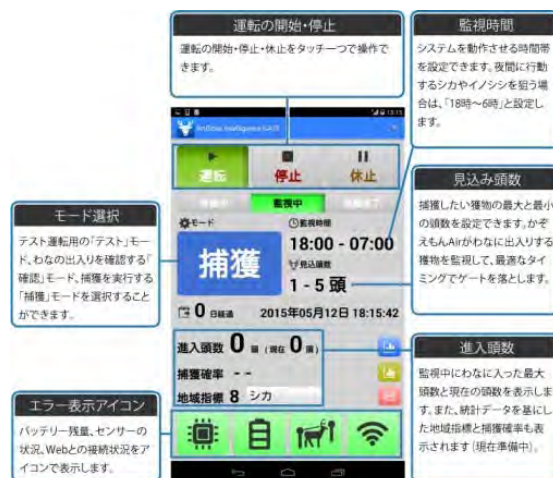 運転の開始・停止
運転の開始・停止・休止をタッチ一つで操作で
きます。
監視時間
システムを動作させる時間帯
を設定できます。夜間に行動
するシカやイノシシを狙う場
合は、「18時～6時」と設定し
ます。
運転
停止
休止
監視中
モード
監視時間
18:00 - 07:00
捕獲
見込頭数
1 - 5 頭
0 日経過
2015年05月12日 18:15:42
進入頭数 0 頭 (現在 0 頭)
捕獲確率 - -
地域指標 8 シカ
モード選択
テスト運転用の「テスト」モー
ド、わなの出入りを確認する「
確認」モード、捕獲を実行する
「捕獲」モードを選択すること
ができます。
見込み頭数
捕獲したい獲物の最大と最小
の頭数を設定できます。かぞ
えもんAirがわなに出入りする
獲物を監視して、最適なタイ
ミングでゲートを落とします。
エラー表示アイコン
バッテリー残量、センサーの
状況、Webとの接続状況をア
イコンで表示します。
進入頭数
監視中にわなに入った最大
頭数と現在の頭数を表示しま
す。また、統計データを基にし
た地域指標と捕獲確率も表
示されます(現在準備中)。